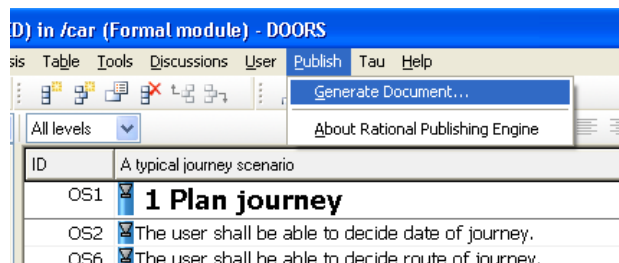 D) in /car (Formal module) - DOORS
sis Table Tools Discussions User Publish Tau Help
Generate Document...
All levels
About Rational Publishing Engine
ID A typical journey scenario
OS1 1 Plan journey
OS2 The user shall be able to decide date of journey.
OS6 The user shall be able to decide route of journey.